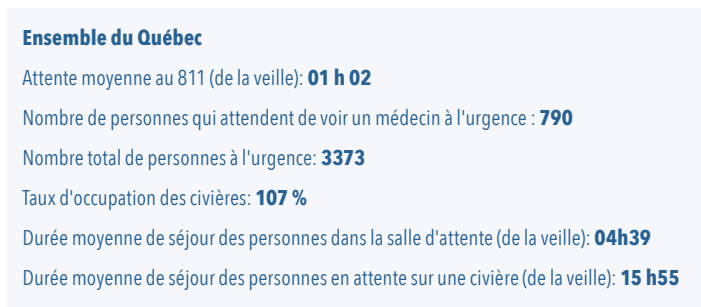 Ensemble du Québec
Attente moyenne au 811 (de la veille): 01 h 02
Nombre de personnes qui attendent de voir un médecin à l'urgence : 790
Nombre total de personnes à l'urgence: 3373
Taux d'occupation des civières: 107 %
Durée moyenne de séjour des personnes dans la salle d'attente (de la veille): 04h39
Durée moyenne de séjour des personnes en attente sur une civière (de la veille): 15 h55